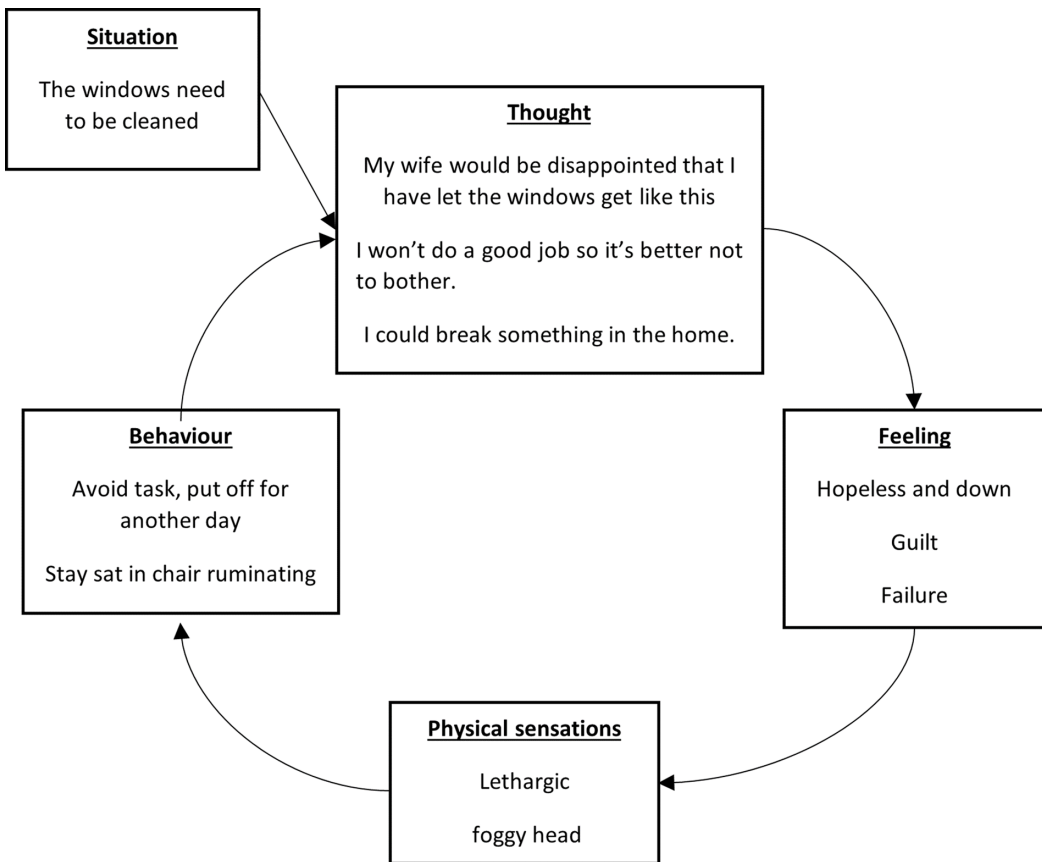 Situation
The windows need
to be cleaned
Thought
My wife would be disappointed that I
have let the windows get like this
I won’t do a good job so it’s better not
to bother.
I could break something in the home.
Feeling
Hopeless and down
Guilt
Failure
Physical sensations
Lethargic
foggy head
Behaviour
Avoid task, put off for
another day
Stay sat in chair ruminating